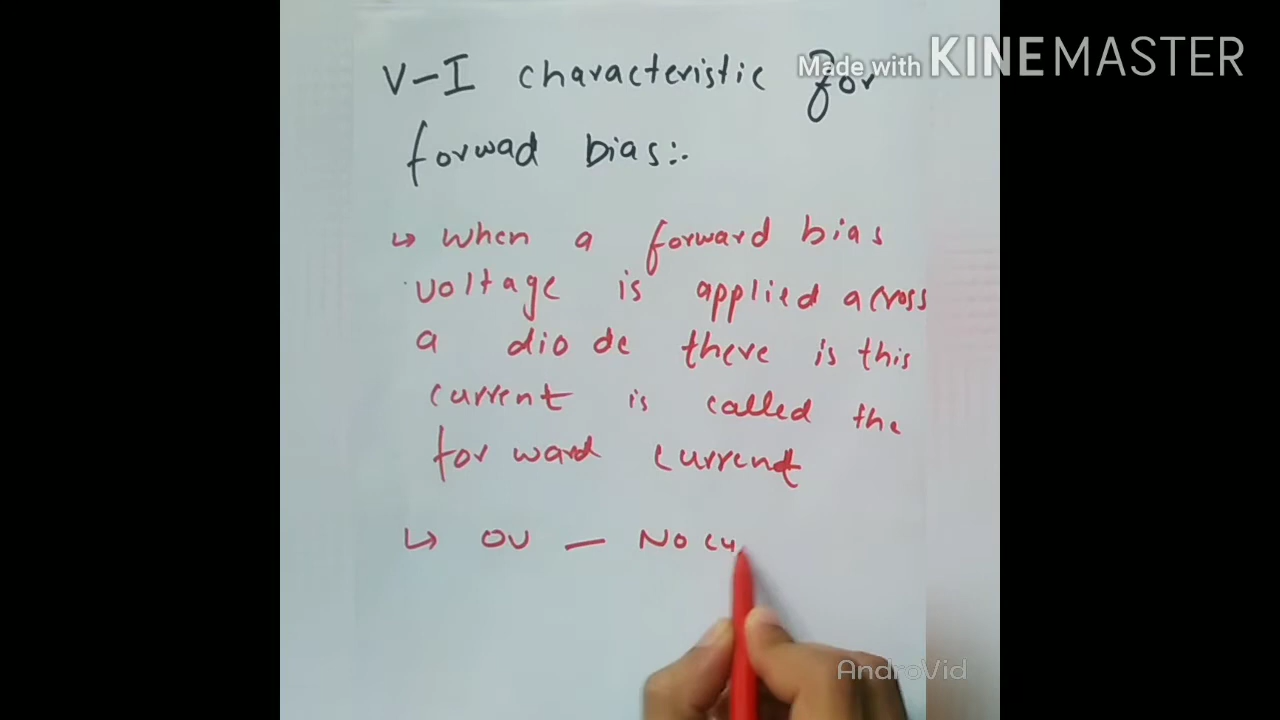 Made with KINEMASTER
V-I characteristic for
forwad bias:.
↳ When a forward bias
voltage is applied across
a diode there is this
current is called the
forward current
↳ 0V — No cu
AndroVid